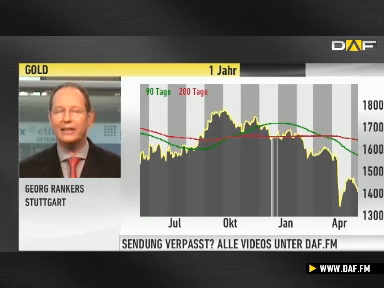 DAF
GOLD
1 Jahr
90 Tage 200 Tage
1800
1700
1600
1500
1400
1300
Jul Okt Jan Apr
GEORG RANKERS
STUTTGART
SENDUNG VERPASST? ALLE VIDEOS UNTER DAF.FM
WWW.DAF.FM